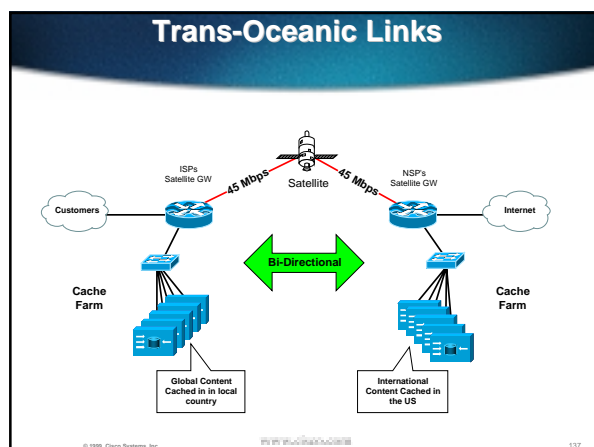 Trans-Oceanic Links
ISPs
Satellite GW
45 Mbps
Satellite
45 Mbps
NSP's
Satellite GW
Customers
Internet
Bi-Directional
Cache
Farm
Cache
Farm
Global Content
Cached in in local
country
International
Content Cached in
the US
© 1999, Cisco Systems, Inc.
137